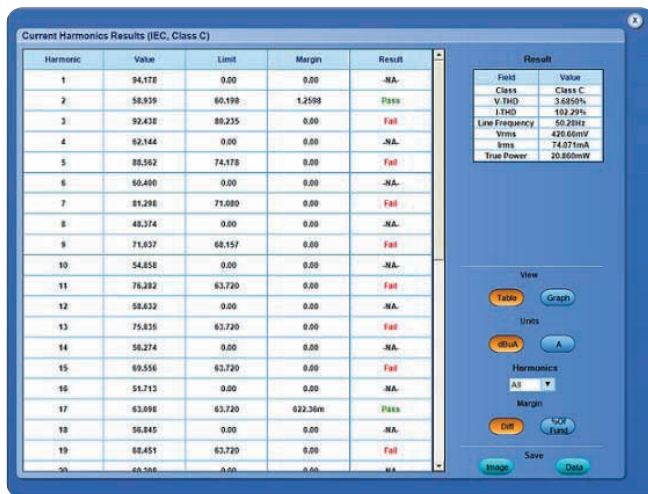 X
Current Harmonics Results (IEC, Class C)
Harmonic Value Limit Margin Result
1 94.178 0.00 0.00 -NA-
2 58.939 60.198 1.2598 Pass
3 92.438 80.235 0.00 Fail
4 62.144 0.00 0.00 -NA-
5 88.562 74.178 0.00 Fail
6 60.400 0.00 0.00 -NA-
7 81.298 71.080 0.00 Fail
8 48.374 0.00 0.00 -NA-
9 71.037 68.157 0.00 Fail
10 54.858 0.00 0.00 -NA-
11 76.282 63.720 0.00 Fail
12 58.632 0.00 0.00 -NA-
13 75.835 63.720 0.00 Fail
14 56.274 0.00 0.00 -NA-
15 69.556 63.720 0.00 Fail
16 51.713 0.00 0.00 -NA-
17 63.098 63.720 622.36m Pass
18 56.845 0.00 0.00 -NA-
19 68.451 63.720 0.00 Fail
20 0.00 0.00
Result
Field Value
Class Class C
V-THD 3.6850%
I-THD 102.29%
Line Frequency 50.28Hz
Vrms 420.66mV
Irms 74.071mA
True Power 20.860mW
View
Table Graph
Units
dBuA A
Harmonics
All
Margin
Diff %Of
Fund
Save
Image Data